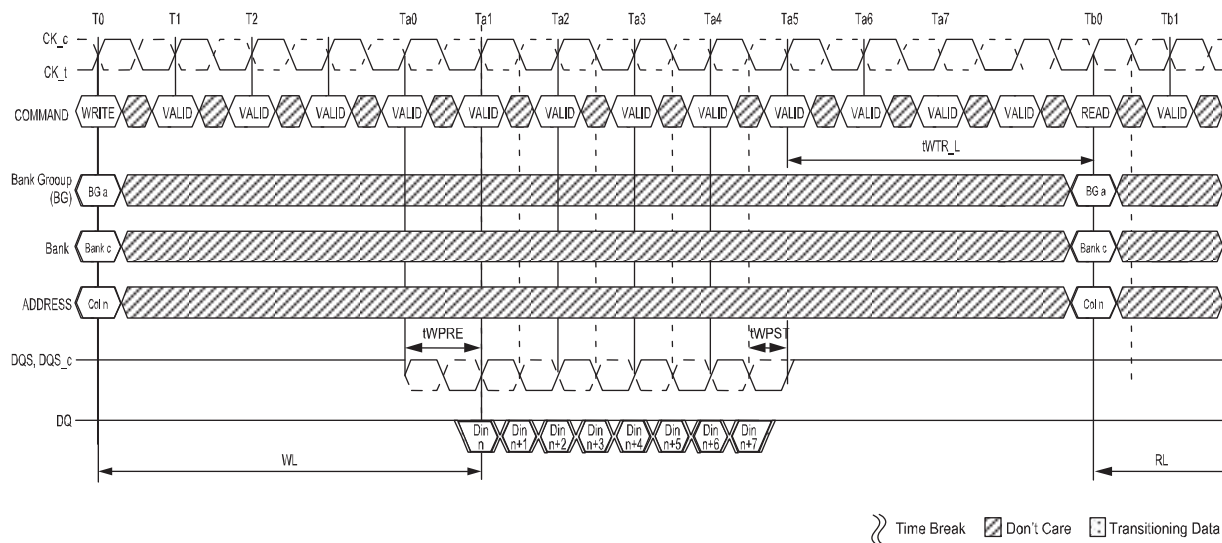 T0 T1 T2 Ta0 Ta1 Ta2 Ta3 Ta4 Ta5 Ta6 Ta7 Tb0 Tb1
CK_c
CK_t
COMMAND WRITE VALID VALID VALID VALID VALID VALID VALID VALID VALID VALID VALID VALID READ VALID
tWTR_L
Bank Grooup
(BG)
BG a BG a
Bank Bank c Bank c
ADDRESS Col n Col n
tWPRE tWPST
DQS, DQS_c
DQ
Din Din Din Din Din Din Din Din
n n+1 n+2 n+3 n+4 n+5 n+6 n+7
WL RL
Time Break Don't Care Transitioning Data